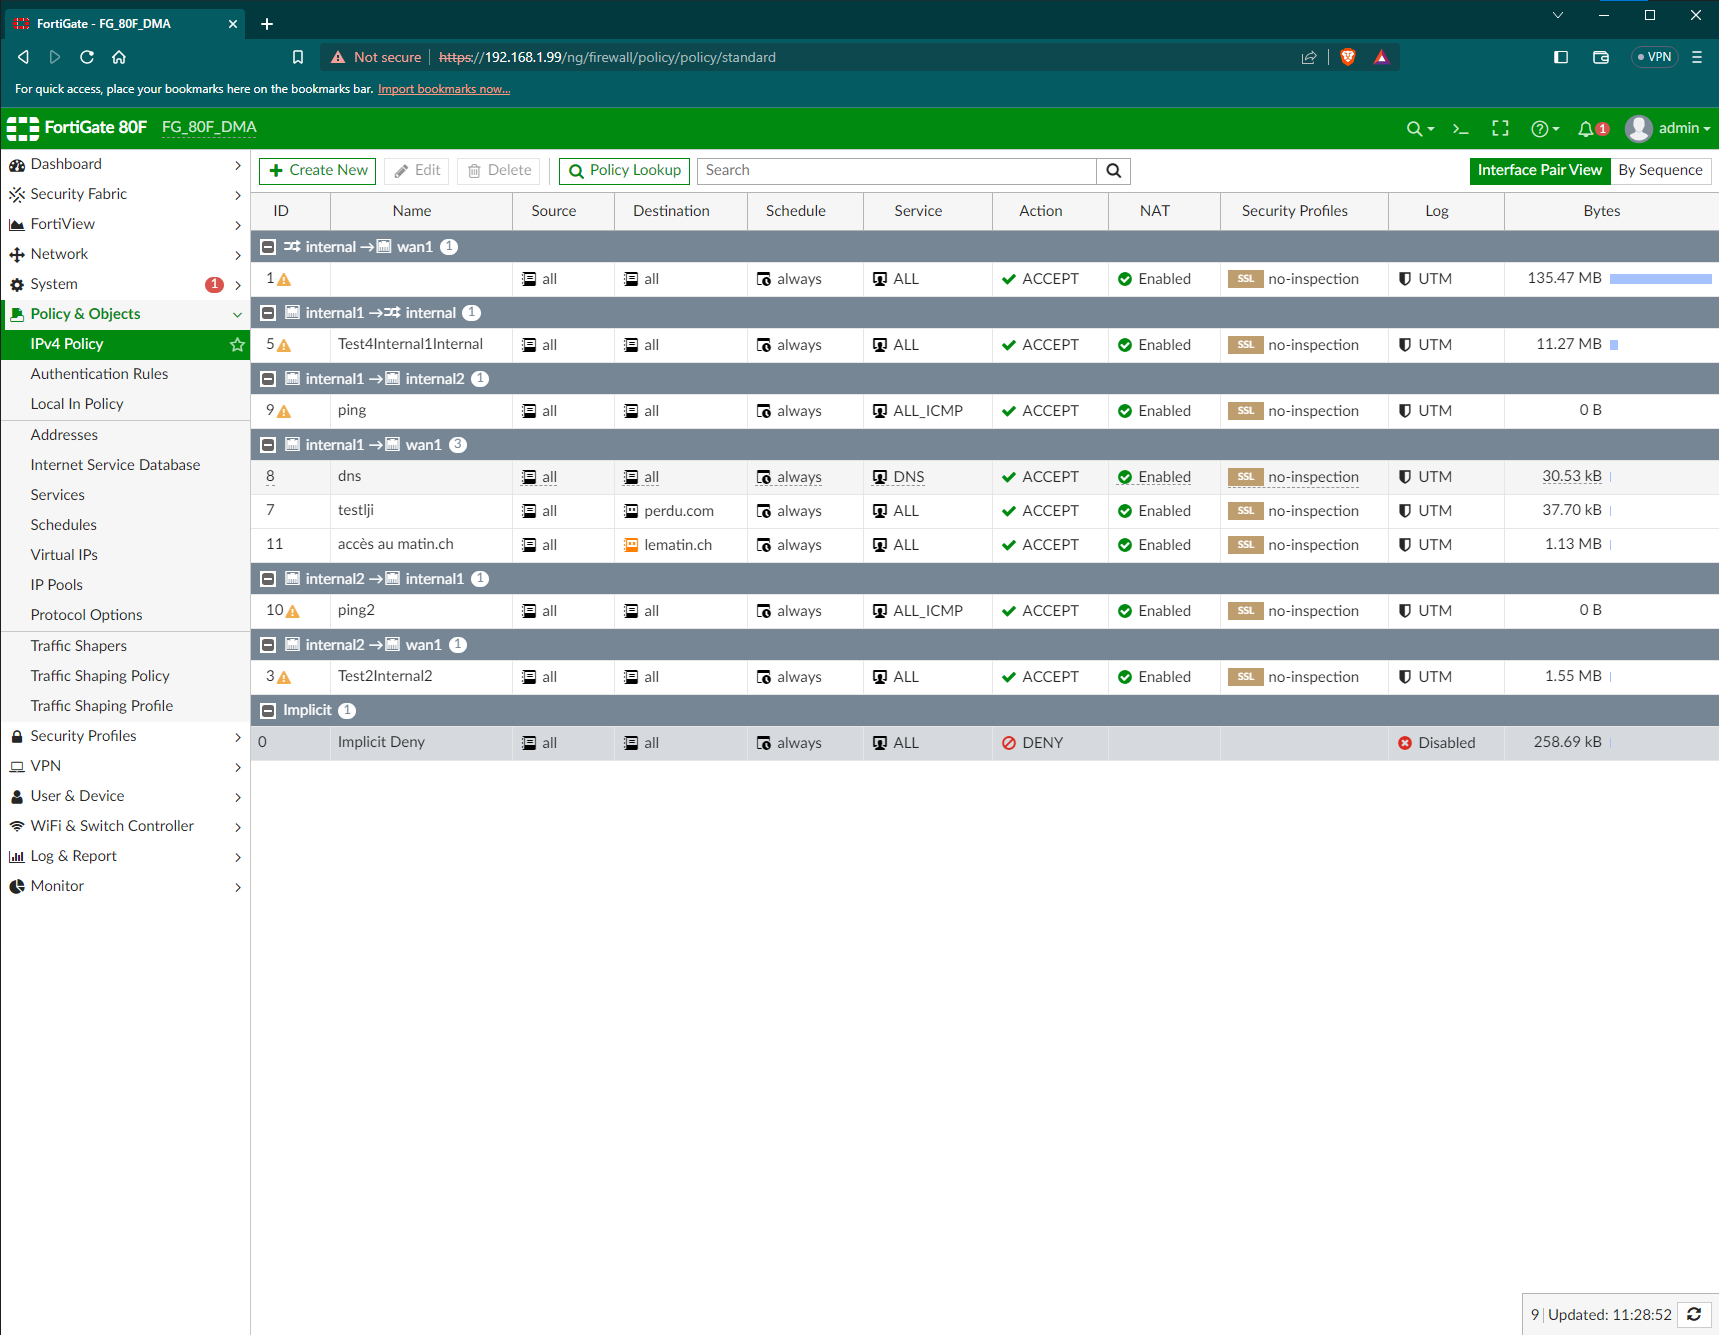 FortiGate - FG_80F_DMA
Not secure https://192.168.1.99/ng/firewall/policy/policy/standard VPN
For quick access, place your bookmarks here on the bookmarks bar. Import bookmarks now...
FortiGate 80F FG_80F_DMA 1 admin
Dashboard
Security Fabric
FortiView
Network
System 1
Policy & Objects
IPv4 Policy
Authentication Rules
Local In Policy
Addresses
Internet Service Database
Services
Schedules
Virtual IPs
IP Pools
Protocol Options
Traffic Shapers
Traffic Shaping Policy
Traffic Shaping Profile
Security Profiles
VPN
User & Device
WiFi & Switch Controller
Log & Report
Monitor
Create New Edit Delete Policy Lookup Search Interface Pair View By Sequence
ID Name Source Destination Schedule Service Action NAT Security Profiles Log Bytes
internal → wan1 1
1 all all always ALL ACCEPT Enabled SSL no-inspection UTM 135.47 MB
internal1 → internal 1
5 Test4Internal1Internal all all always ALL ACCEPT Enabled SSL no-inspection UTM 11.27 MB
internal1 → internal2 1
9 ping all all always ALL_ICMP ACCEPT Enabled SSL no-inspection UTM 0 B
internal1 → wan1 3
8 dns all all always DNS ACCEPT Enabled SSL no-inspection UTM 30.53 kB
7 testlji all perdu.com always ALL ACCEPT Enabled SSL no-inspection UTM 37.70 kB
11 accès au matin.ch all lematin.ch always ALL ACCEPT Enabled SSL no-inspection UTM 1.13 MB
internal2 → internal1 1
10 ping2 all all always ALL_ICMP ACCEPT Enabled SSL no-inspection UTM 0 B
internal2 → wan1 1
3 Test2Internal2 all all always ALL ACCEPT Enabled SSL no-inspection UTM 1.55 MB
Implicit 1
0 Implicit Deny all all always ALL DENY Disabled 258.69 kB
9 Updated: 11:28:52